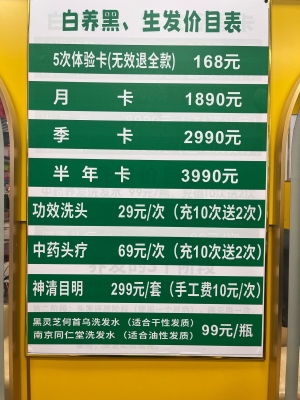 白养黑、生发价目表
5次体验卡(无效退全款) 168元
月 卡 1890元
季 卡 2990元
半 年 卡 3990元
功效洗头 29元/次（充10次送2次）
中药头疗 69元/次（充10次送2次）
神清目明 299元/套（手工费10元/次）
黑灵芝何首乌洗发水 （适合干性发质） 99元/瓶
南京同仁堂洗发水 （适合油性发质）